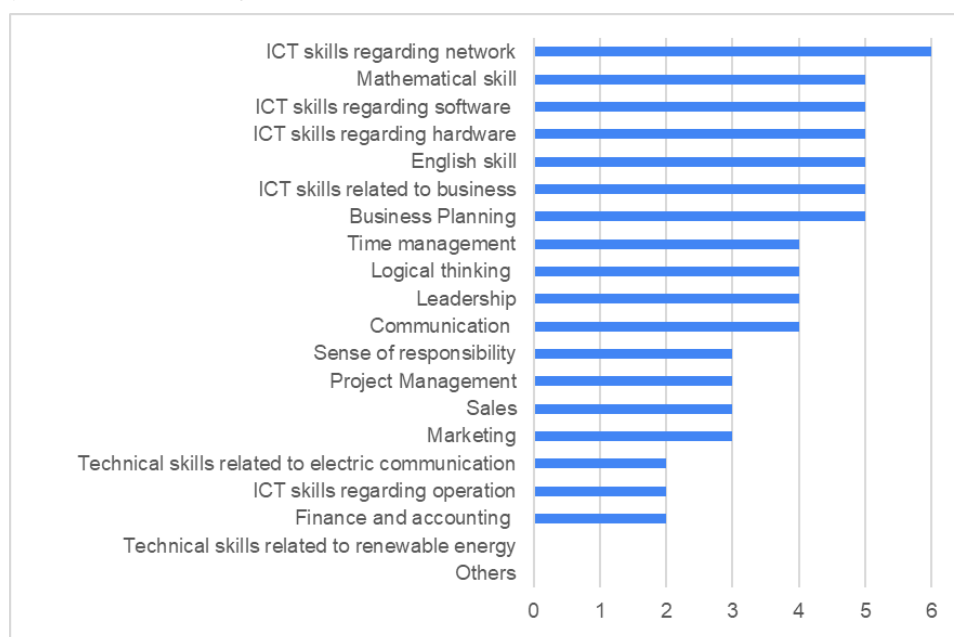 ICT skills regarding network
Mathematical skill
ICT skills regarding software
ICT skills regarding hardware
English skill
ICT skills related to business
Business Planning
Time management
Logical thinking
Leadership
Communication
Sense of responsibility
Project Management
Sales
Marketing
Technical skills related to electric communication
ICT skills regarding operation
Finance and accounting
Technical skills related to renewable energy
Others
0 1 2 3 4 5 6